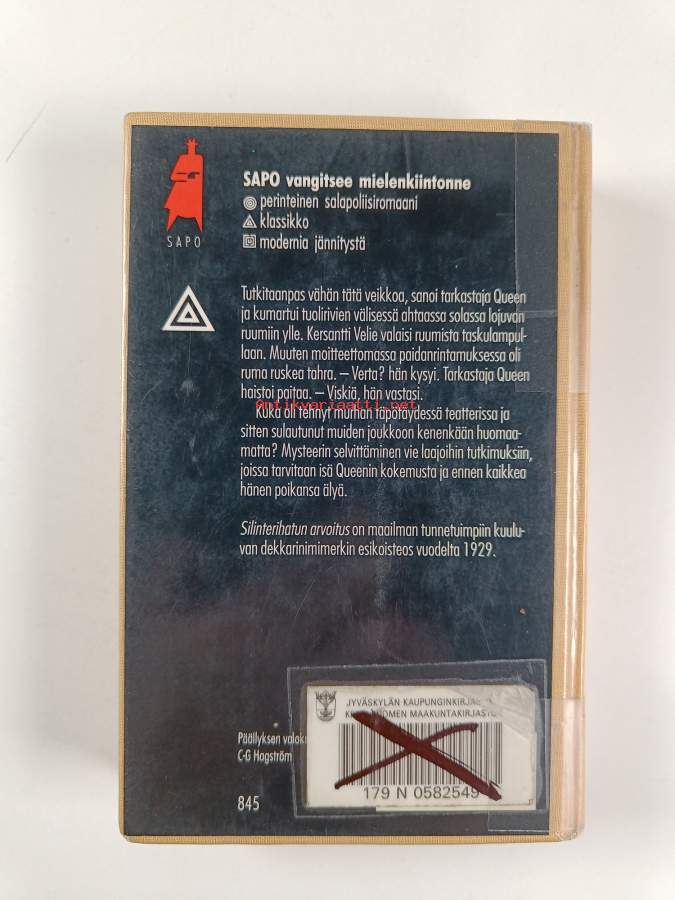 SAPO
SAPO vangitsee mielenkiintonne
perinteinen salapoliisiromaani
klassikko
modernia jännitystä
Tutkitaanpas vähän tätä veikkoa, sanoi tarkastaja Queen
ja kumartui tuolirivien välisessä ahtaassa solassa lojuvan
ruumiin ylle. Kersantti Velie valaisi ruumista taskulampul-
laan. Muuten moitteettomassa paidanrintamuksessa oli
ruma ruskea tahra. – Verta? hän kysyi. Tarkastaja Queen
haistoi paitaa. – Viskiä, hän vastasi.
Antikvariaatti.net
Kuka oli tehnyt murhan täpötäydessä teatterissa ja
sitten sulautunut muiden joukkoon kenenkään huomaa-
matta? Mysteerin selvittäminen vie laajoihin tutkimuksiin,
joissa tarvitaan isä Queenin kokemusta ja ennen kaikkea
hänen poikansa älyä.
Silinterihatun arvoitus on maailman tunnetuimpiin kuulu-
van dekkarinimimerkin esikoisteos vuodelta 1929.
JYVÄSKYLÄN KAUPUNGINKIRJAS
MEN MAAKUNTAKIRJASTO
Päällyksen
C-G Hagström
179 N 0582549
845